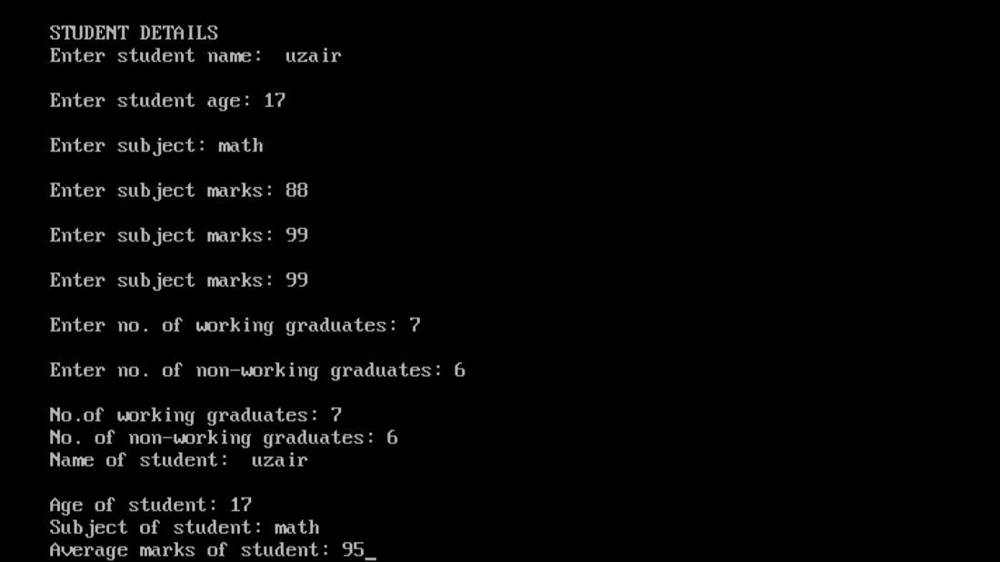 STUDENT DETAILS
Enter student name:  uzair
Enter student age: 17
Enter subject: math
Enter subject marks: 88
Enter subject marks: 99
Enter subject marks: 99
Enter no. of working graduates: 7
Enter no. of non-working graduates: 6
No.of working graduates: 7
No. of non-working graduates: 6
Name of student:  uzair
Age of student: 17
Subject of student: math
Average marks of student: 95_